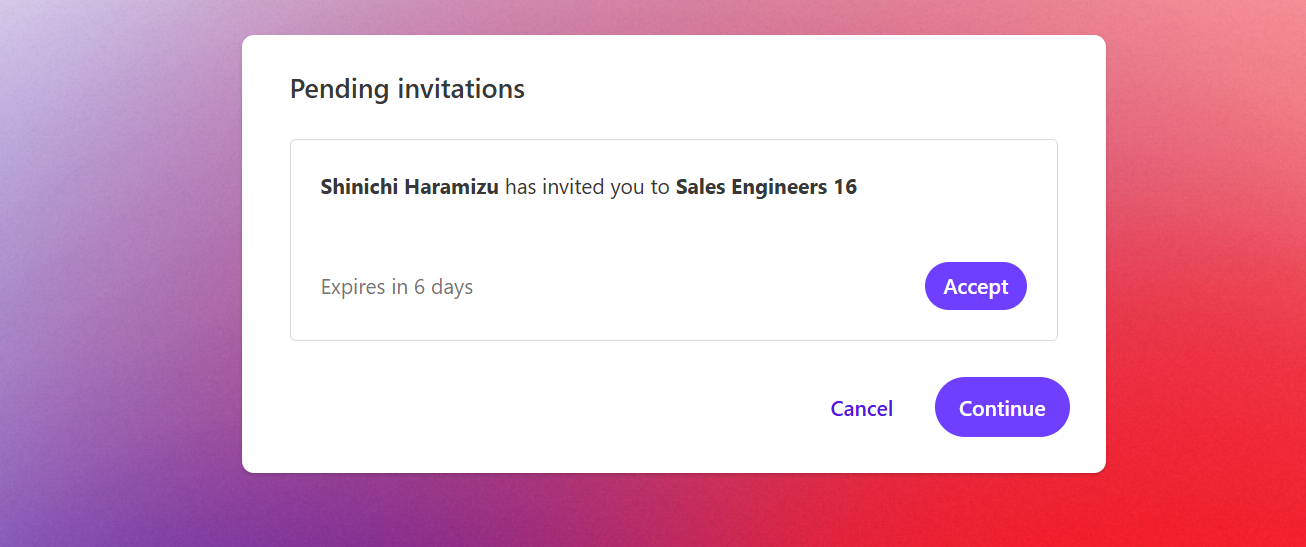 Pending invitations
Shinichi Haramizu has invited you to Sales Engineers 16
Expires in 6 days
Accept
Cancel
Continue